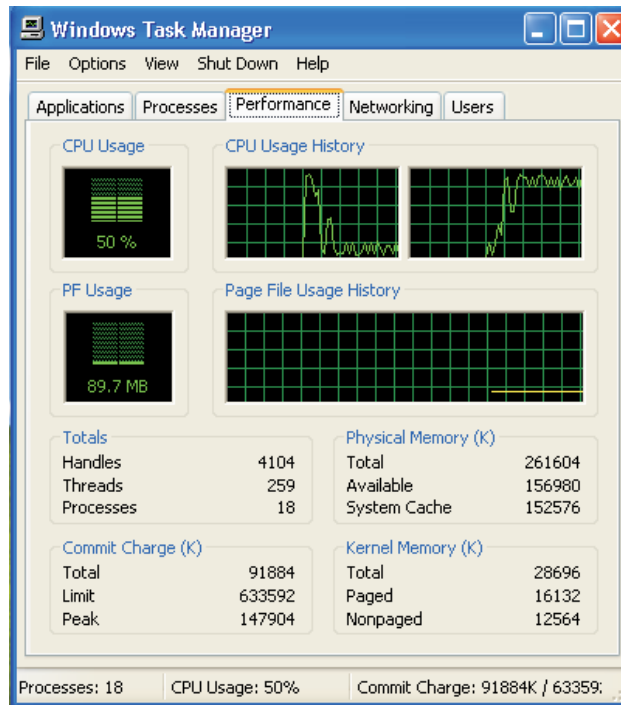 Windows Task Manager
File Options View Shut Down Help
Applications Processes Performance Networking Users
CPU Usage CPU Usage History
50 %
PF Usage Page File Usage History
89.7 MB
Totals Physical Memory (K)
Handles 4104 Total 261604
Threads 259 Available 156980
Processes 18 System Cache 152576
Commit Charge (K) Kernel Memory (K)
Total 91884 Total 28696
Limit 633592 Paged 16132
Peak 147904 Nonpaged 12564
Processes: 18 CPU Usage: 50% Commit Charge: 91884K / 63359